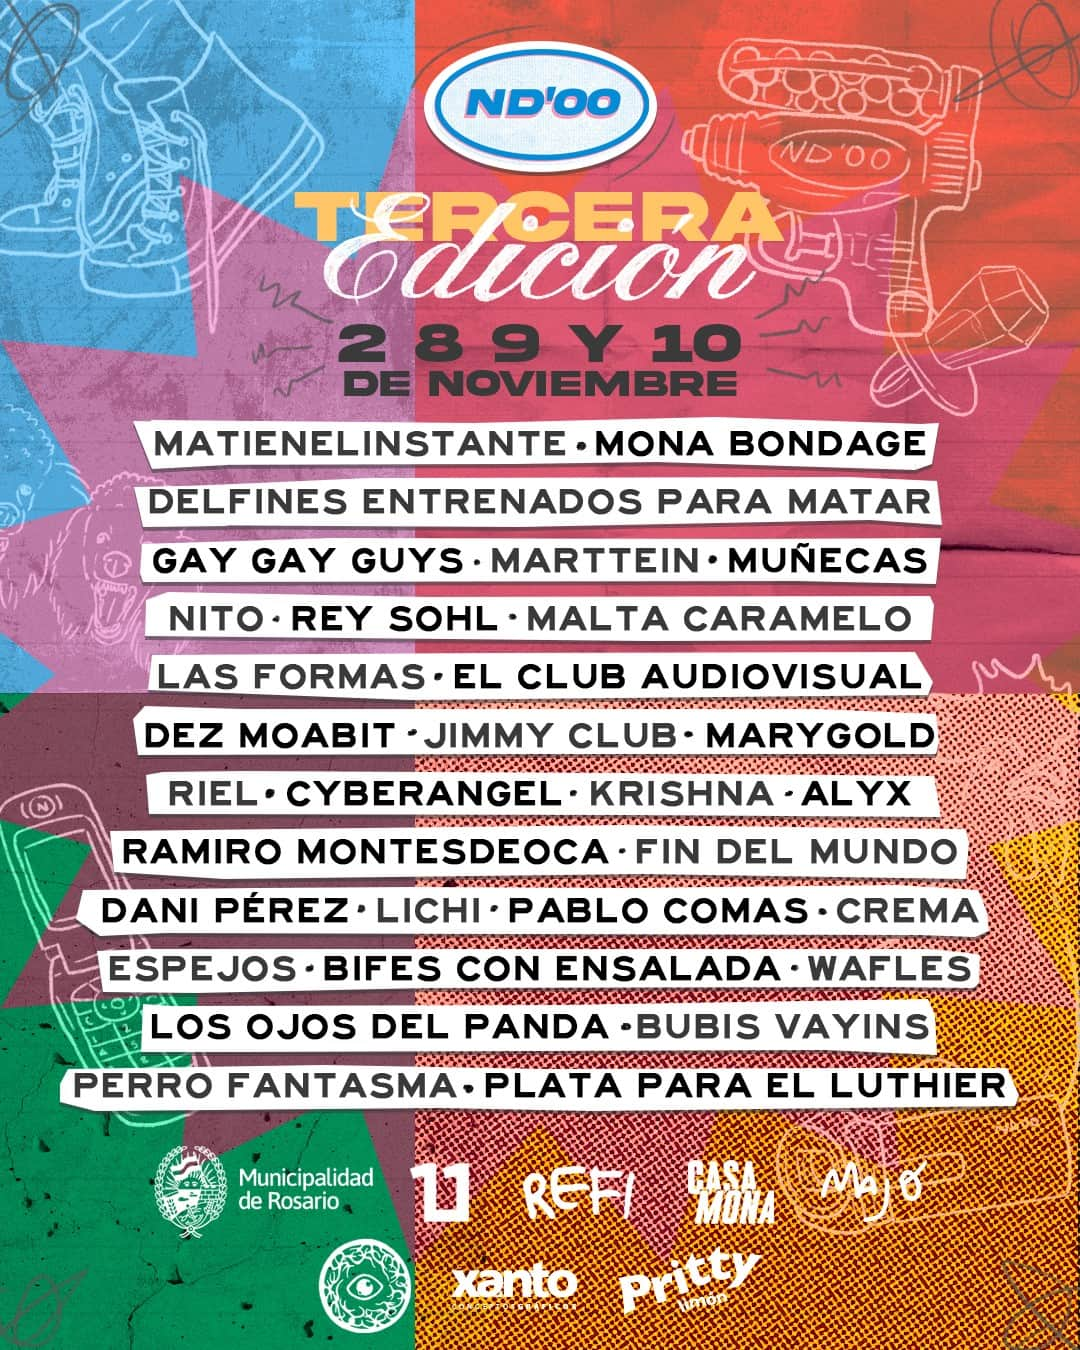 ND'00
ND'00
TERCERA
Edición
2 8 9 Y 10
DE NOVIEMBRE
MATIENELINSTANTE · MONA BONDAGE
DELFINES ENTRENADOS PARA MATAR
GAY GAY GUYS · MARTTEIN · MUÑECAS
NITO · REY SOHL · MALTA CARAMELO
LAS FORMAS · EL CLUB AUDIOVISUAL
DEZ MOABIT · JIMMY CLUB · MARYGOLD
RIEL · CYBERANGEL · KRISHNA · ALYX
RAMIRO MONTESDEOCA · FIN DEL MUNDO
DANI PÉREZ · LICHI · PABLO COMAS · CREMA
ESPEJOS · BIFES CON ENSALADA · WAFLES
LOS OJOS DEL PANDA · BUBIS VAYINS
PERRO FANTASMA · PLATA PARA EL LUTHIER
Municipalidad
de Rosario
REFI
CASA
MONA
xanto
CONCEPTOSGRÁFICOS
pritty
limón